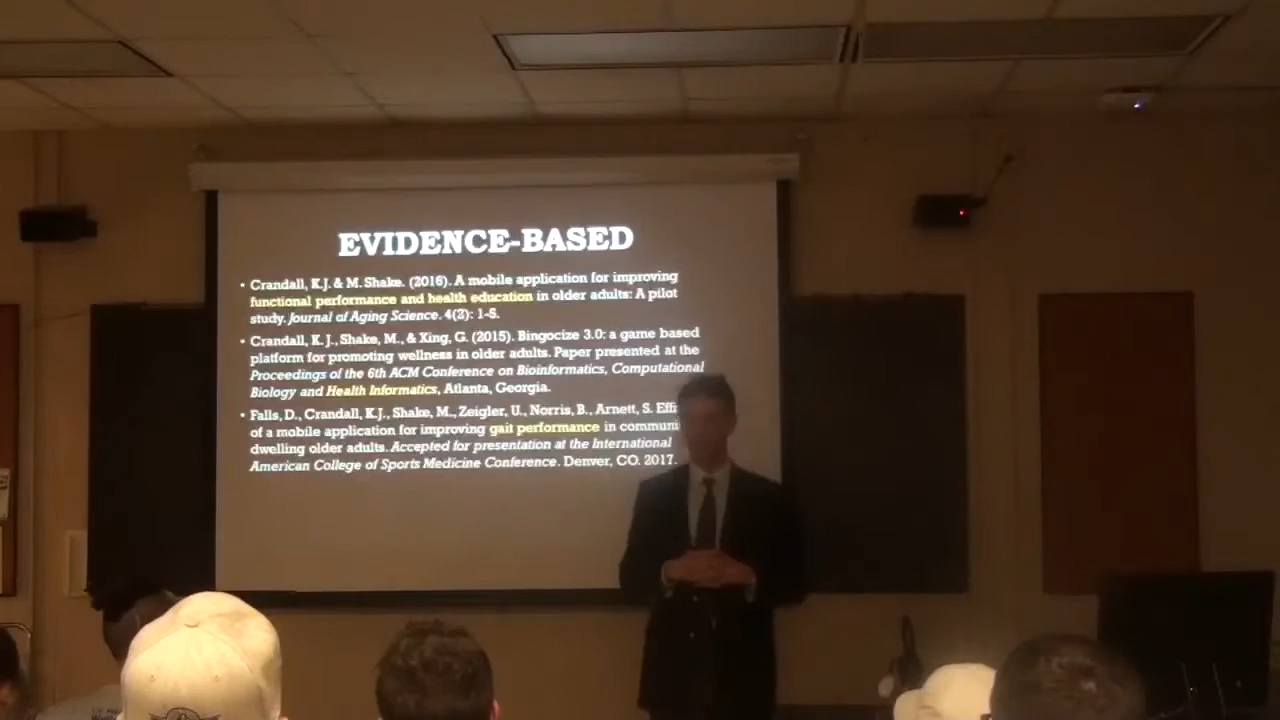 EVIDENCE-BASED
• Crandall, K.J. & M. Shake. (2016). A mobile application for improving
functional performance and health education in older adults: A pilot
study. Journal of Aging Science. 4(2): 1-5.
• Crandall, K. J., Shake, M., & Xing, G. (2015). Bingocize 3.0: a game based
platform for promoting wellness in older adults. Paper presented at the
Proceedings of the 6th ACM Conference on Bioinformatics, Computational
Biology and Health Informatics, Atlanta, Georgia.
• Falls, D., Crandall, K.J., Shake, M., Zeigler, U., Norris, B., Arnett, S. Effi
of a mobile application for improving gait performance in communi
dwelling older adults. Accepted for presentation at the International
American College of Sports Medicine Conference. Denver, CO. 2017.